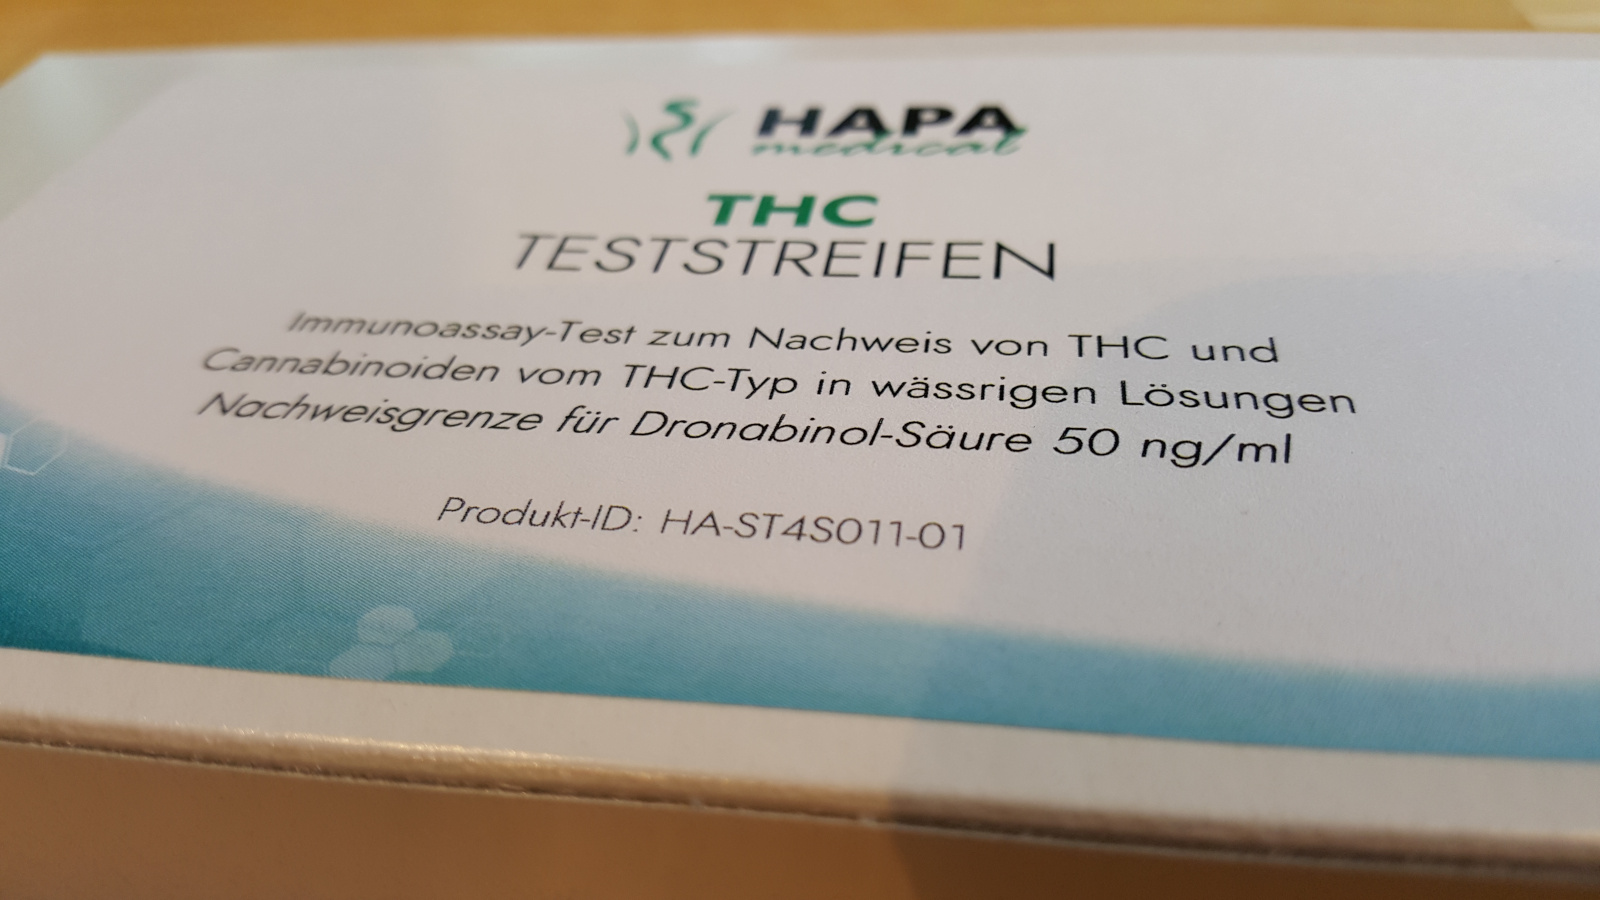 HAPA
medical
THC
TESTSTREIFEN
Immunoassay-Test zum Nachweis von THC und
Cannabinoiden vom THC-Typ in wässrigen Lösungen
Nachweisgrenze für Dronabinol-Säure 50 ng/ml
Produkt-ID: HA-ST4S011-01